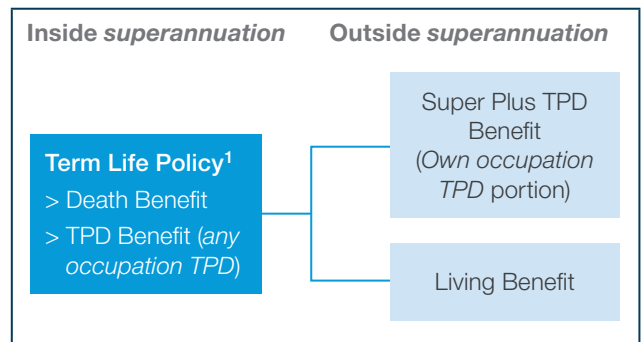 Inside superannuation
Outside superannuation
Term Life Policy1
> Death Benefit
> TPD Benefit (any
occupation TPD)
Super Plus TPD
Benefit
(Own occupation
TPD portion)
Living Benefit